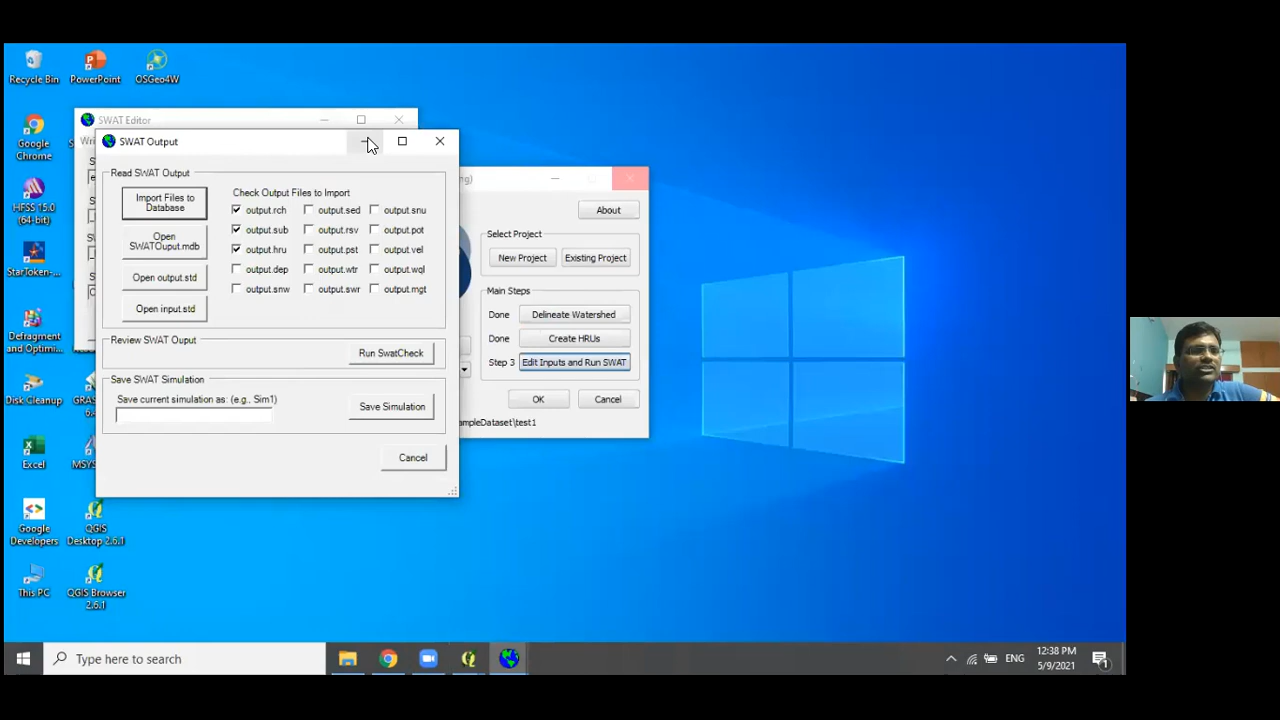 Recycle Bin
PowerPoint
OSGeo4W
Google
Chrome
HFSS 15.0
(64-bit)
StarToken-...
Defragment
and Optimi...
Disk Cleanup
Excel
Google
Developers
QGIS
Desktop 2.6.1
This PC
QGIS Browser
2.6.1
SWAT Editor
SWAT Output
Read SWAT Output
Import Files to
Database
Open
SWATOuput.mdb
Open output.std
Open input.std
Check Output Files to Import
output.rch
output.sed
output.snu
output.sub
output.rsv
output.pot
output.hru
output.pst
output.vel
output.dep
output.wtr
output.wql
output.snw
output.swr
output.mgt
Review SWAT Ouput
Run SwatCheck
Save SWAT Simulation
Save current simulation as: (e.g., Sim1)
Save Simulation
Cancel
About
Select Project
New Project
Existing Project
Main Steps
Done
Delineate Watershed
Done
Create HRUs
Step 3
Edit Inputs and Run SWAT
OK
Cancel
ampleDataset\test1
Type here to search
ENG
12:38 PM
5/9/2021
1